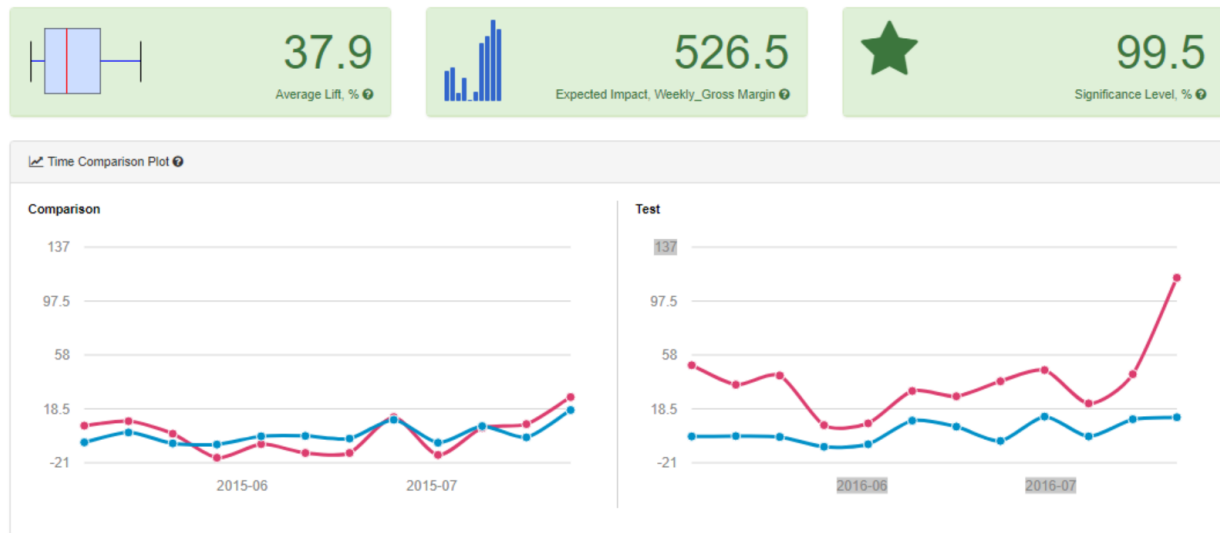 37.9
Average Lift, %
526.5
Expected Impact, Weekly_Gross Margin
99.5
Significance Level, %
Time Comparison Plot
Comparison
137
97.5
58
18.5
-21
2015-06 2015-07
Test
137
97.5
58
18.5
-21
2016-06 2016-07